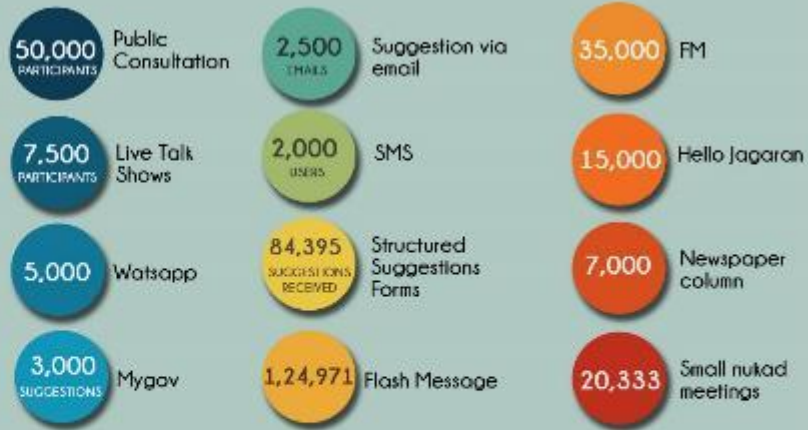 50,000
PARTICIPANTS
Public
Consultation
7,500
PARTICIPANTS
Live Talk
Shows
5,000
Watsapp
3,000
SUGGESTIONS
Mygov
2,500
EMAILS
Suggestion via
email
2,000
USERS
SMS
84,395
SUGGESTIONS
RECEIVED
Structured
Suggestions
Forms
1,24,971
Flash Message
35,000
FM
15,000
Hello Jagaran
7,000
Newspaper
column
20,333
Small nukad
meetings